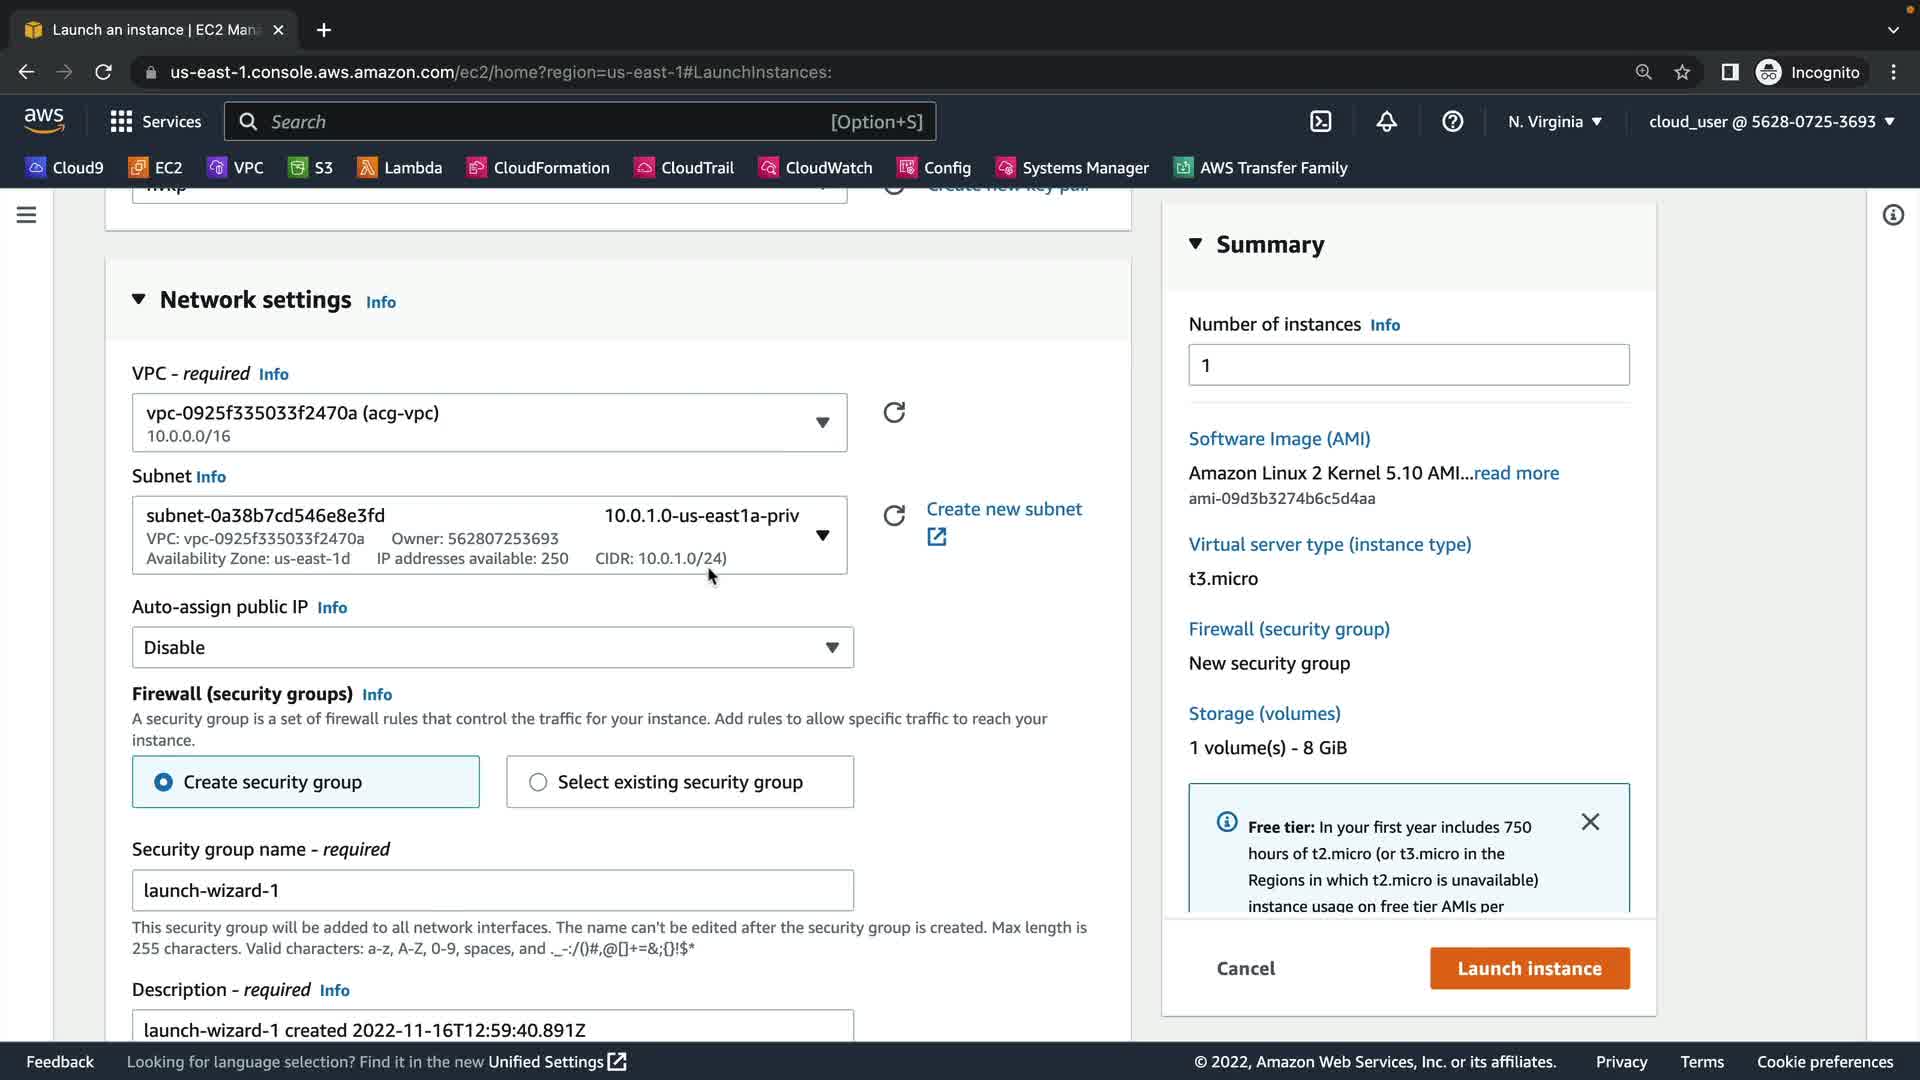 Launch an instance | EC2 Man
us-east-1.console.aws.amazon.com/ec2/home?region=us-east-1#LaunchInstances:
Incognito
aws
Services
Search
[Option+S]
N. Virginia
cloud_user @ 5628-0725-3693
Cloud9
EC2
VPC
S3
Lambda
CloudFormation
CloudTrail
CloudWatch
Config
Systems Manager
AWS Transfer Family
Create new key pair
Network settings Info
VPC - required Info
vpc-0925f335033f2470a (acg-vpc)
10.0.0.0/16
Subnet Info
subnet-0a38b7cd546e8e3fd 10.0.1.0-us-east1a-priv
VPC: vpc-0925f335033f2470a Owner: 562807253693
Availability Zone: us-east-1d IP addresses available: 250 CIDR: 10.0.1.0/24)
Create new subnet
Auto-assign public IP Info
Disable
Firewall (security groups) Info
A security group is a set of firewall rules that control the traffic for your instance. Add rules to allow specific traffic to reach your
instance.
Create security group
Select existing security group
Security group name - required
launch-wizard-1
This security group will be added to all network interfaces. The name can't be edited after the security group is created. Max length is
255 characters. Valid characters: a-z, A-Z, 0-9, spaces, and ._-:/()#,@[]+=&;{}!$*
Description - required Info
launch-wizard-1 created 2022-11-16T12:59:40.891Z
Summary
Number of instances Info
1
Software Image (AMI)
Amazon Linux 2 Kernel 5.10 AMI...read more
ami-09d3b3274b6c5d4aa
Virtual server type (instance type)
t3.micro
Firewall (security group)
New security group
Storage (volumes)
1 volume(s) - 8 GiB
Free tier: In your first year includes 750
hours of t2.micro (or t3.micro in the
Regions in which t2.micro is unavailable)
instance usage on free tier AMIs per
Cancel
Launch instance
Feedback
Looking for language selection? Find it in the new Unified Settings
© 2022, Amazon Web Services, Inc. or its affiliates.
Privacy
Terms
Cookie preferences